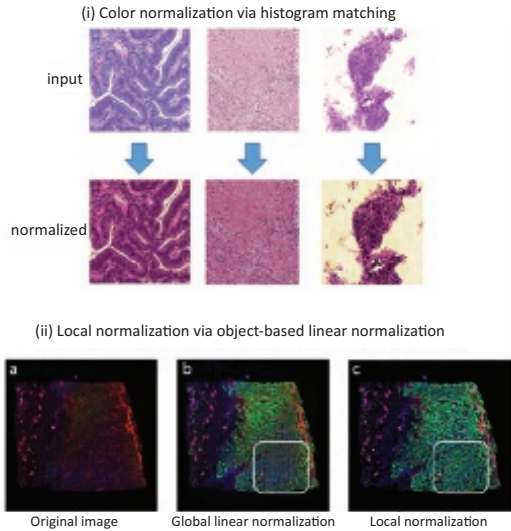 (i) Color normalization via histogram matching
input
normalized
(ii) Local normalization via object-based linear normalization
a
b
c
Original image
Global linear normalization
Local normalization